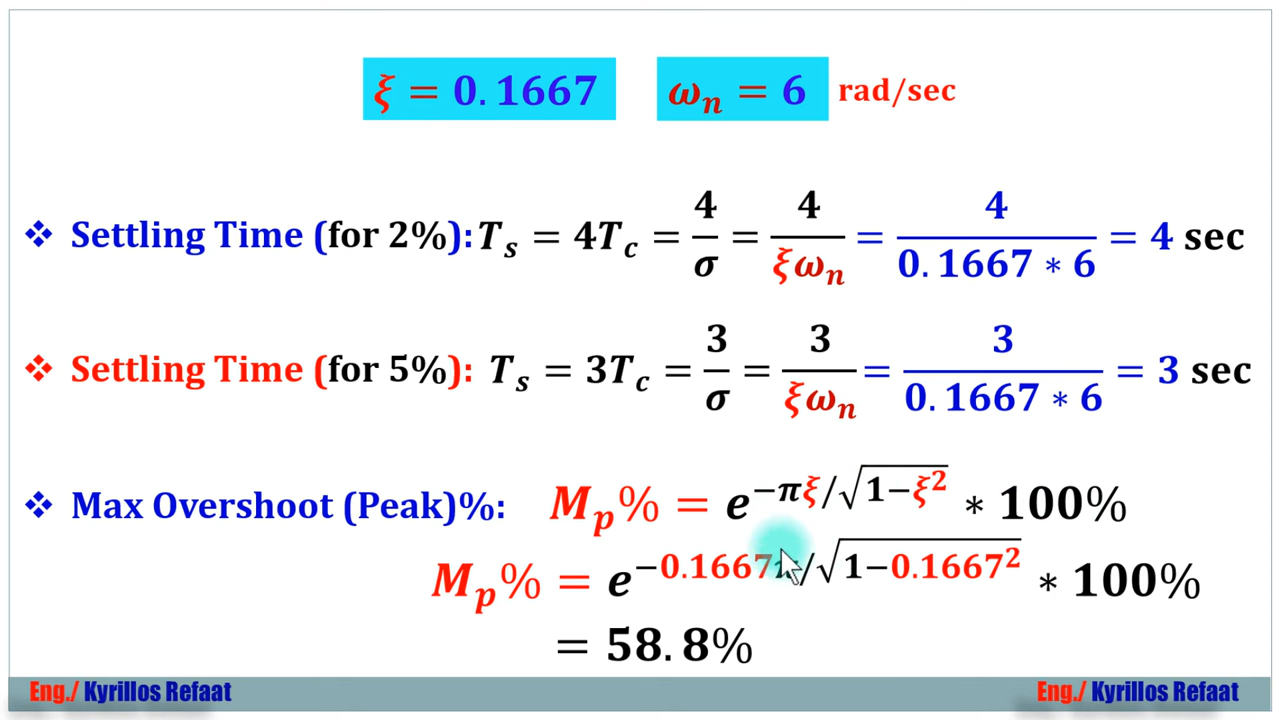 ξ = 0.1667 ωₙ = 6 rad/sec
❖ Settling Time (for 2%): Tₛ = 4T꜀ = 4/σ = 4/ξωₙ = 4/0.1667 * 6 = 4 sec
❖ Settling Time (for 5%): Tₛ = 3T꜀ = 3/σ = 3/ξωₙ = 3/0.1667 * 6 = 3 sec
❖ Max Overshoot (Peak)%: Mₚ% = e^(−πξ/√(1−ξ²)) * 100%
Mₚ% = e^(−0.1667π/√(1−0.1667²)) * 100%
= 58.8%
Eng./ Kyrillos Refaat Eng./ Kyrillos Refaat